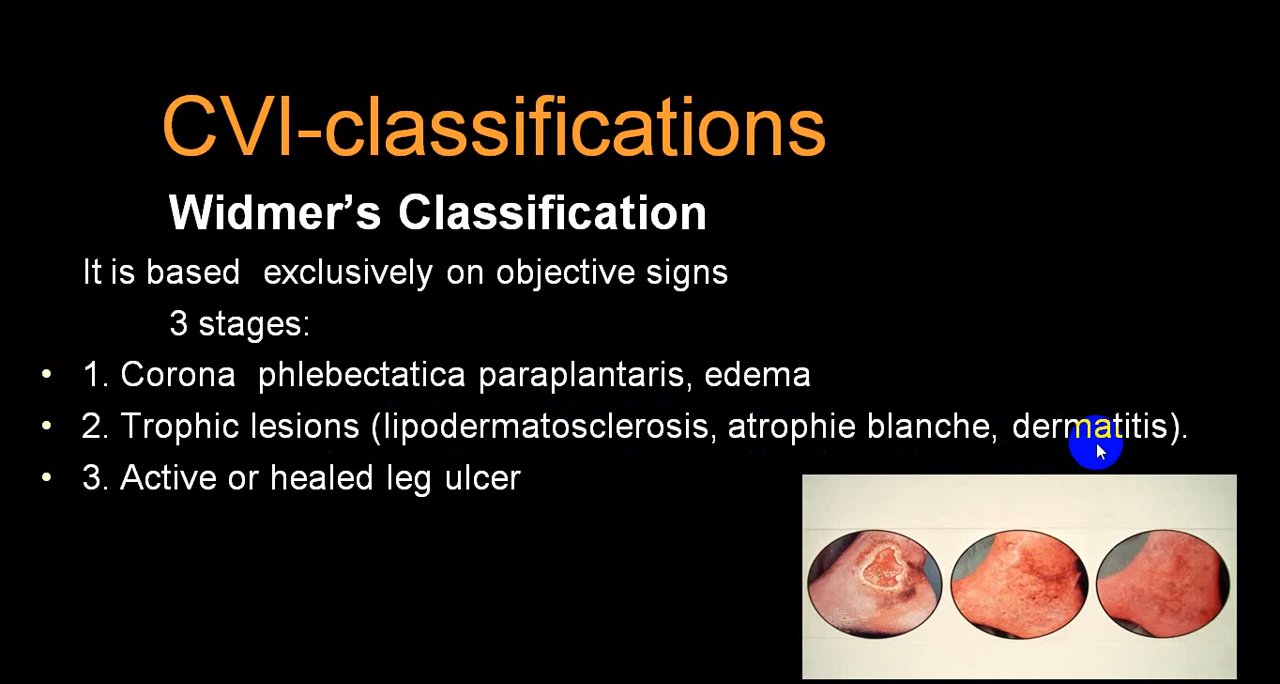 CVI-classifications
Widmer’s Classification
It is based exclusively on objective signs
3 stages:
• 1. Corona phlebectatica paraplantaris, edema
• 2. Trophic lesions (lipodermatosclerosis, atrophie blanche, dermatitis).
• 3. Active or healed leg ulcer